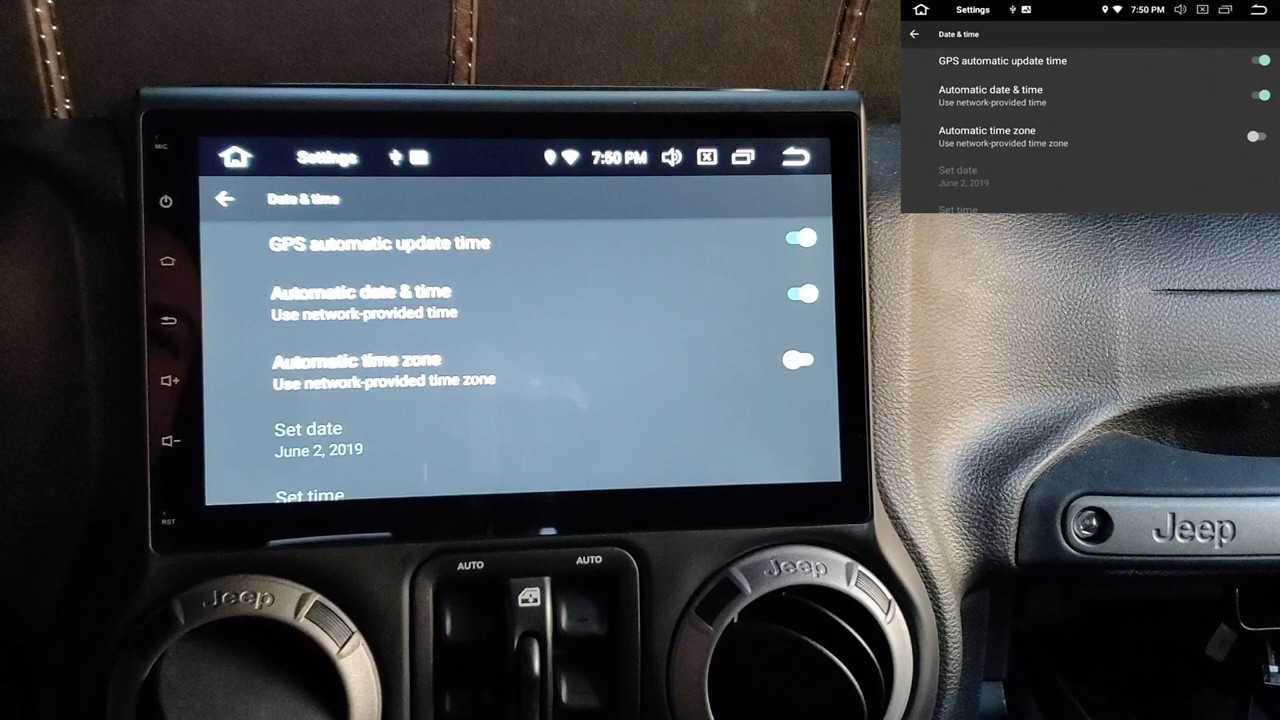 MIC
RST
Settings
7:50 PM
Date & time
GPS automatic update time
Automatic date & time
Use network-provided time
Automatic time zone
Use network-provided time zone
Set date
June 2, 2019
Set time
Settings
7:50 PM
Date & time
GPS automatic update time
Automatic date & time
Use network-provided time
Automatic time zone
Use network-provided time zone
Set date
June 2, 2019
Set time
AUTO
AUTO
Jeep
Jeep
Jeep